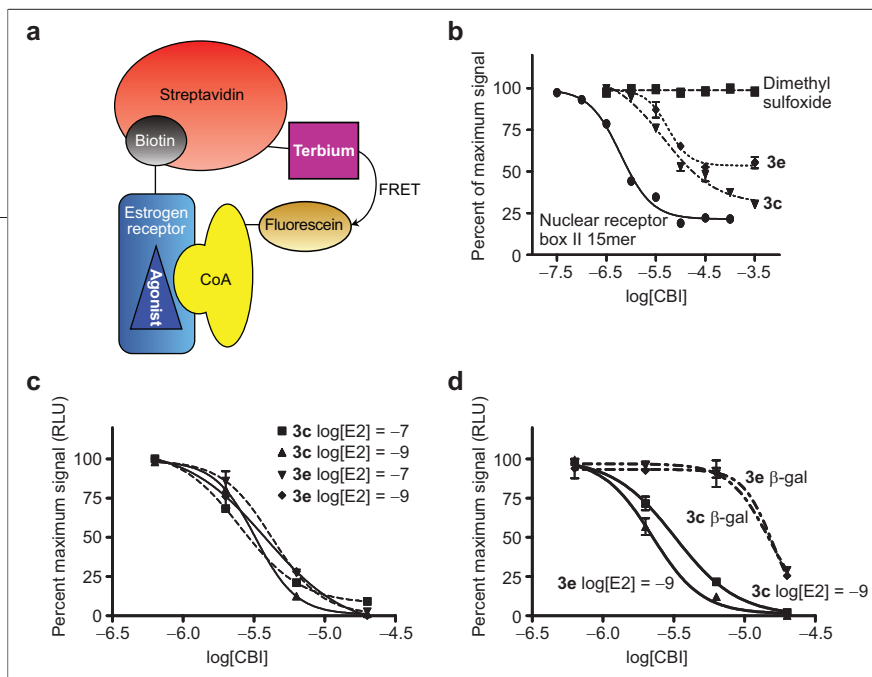 a
Streptavidin
Biotin
Terbium
FRET
Estrogen
receptor
Fluorescein
CoA
Agonist
b
Percent of maximum signal
100
75
50
25
0
Dimethyl
sulfoxide
3e
3c
Nuclear receptor
box II 15mer
−7.5 −6.5 −5.5 −4.5 −3.5
log[CBI]
c
Percent maximum signal (RLU)
100
75
50
25
0
3c log[E2] = −7
3c log[E2] = −9
3e log[E2] = −7
3e log[E2] = −9
−6.5 −6.0 −5.5 −5.0 −4.5
log[CBI]
d
Percent maximum signal (RLU)
100
75
50
25
0
3e β-gal
3c β-gal
3e log[E2] = −9
3c log[E2] = −9
−6.5 −6.0 −5.5 −5.0 −4.5
log[CBI]